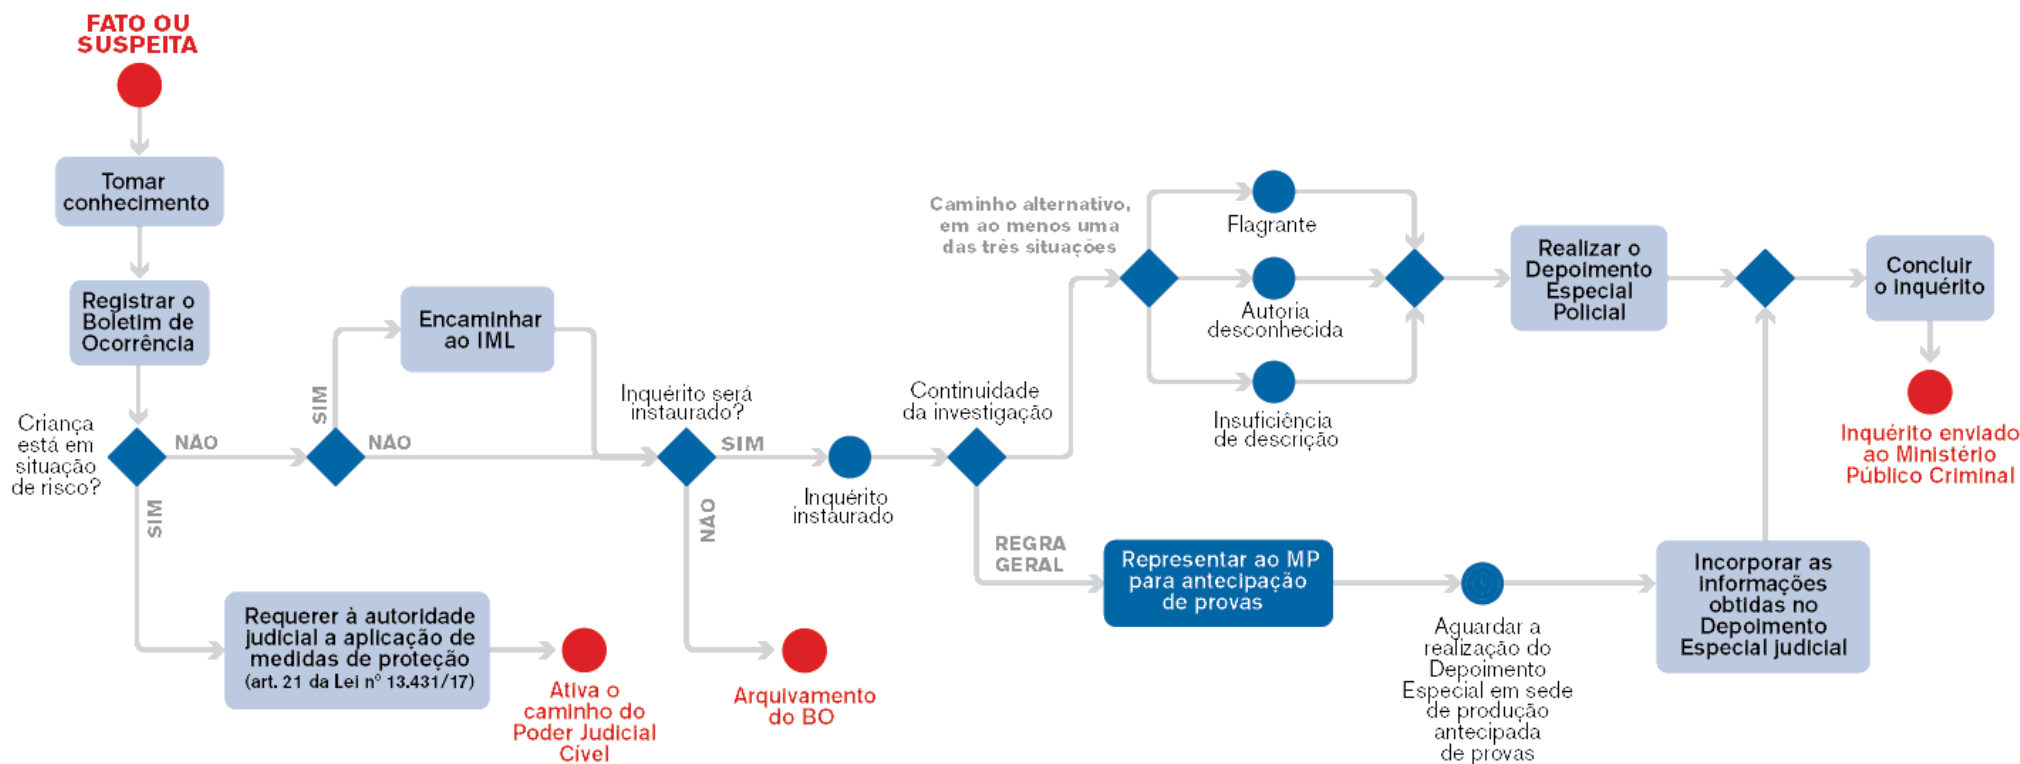 FATO OU
SUSPEITA
Tomar
conhecimento
Registrar o
Boletim de
Ocorrência
Criança
está em
situação
de risco?
NÃO
SIM
Requerer à autoridade
judicial a aplicação de
medidas de proteção
(art. 21 da Lei nº 13.431/17)
Ativa o
caminho do
Poder Judicial
Cível
SIM
NÃO
Encaminhar
ao IML
Inquérito será
instaurado?
SIM
NÃO
Arquivamento
do BO
Inquérito
instaurado
Continuidade
da investigação
Caminho alternativo,
em ao menos uma
das três situações
Flagrante
Autoria
desconhecida
Insuficiência
de descrição
Realizar o
Depoimento
Especial
Policial
REGRA
GERAL
Representar ao MP
para antecipação
de provas
Aguardar a
realização do
Depoimento
Especial em sede
de produção
antecipada
de provas
Incorporar as
informações
obtidas no
Depoimento
Especial judicial
Concluir
o inquérito
Inquérito enviado
ao Ministério
Público Criminal